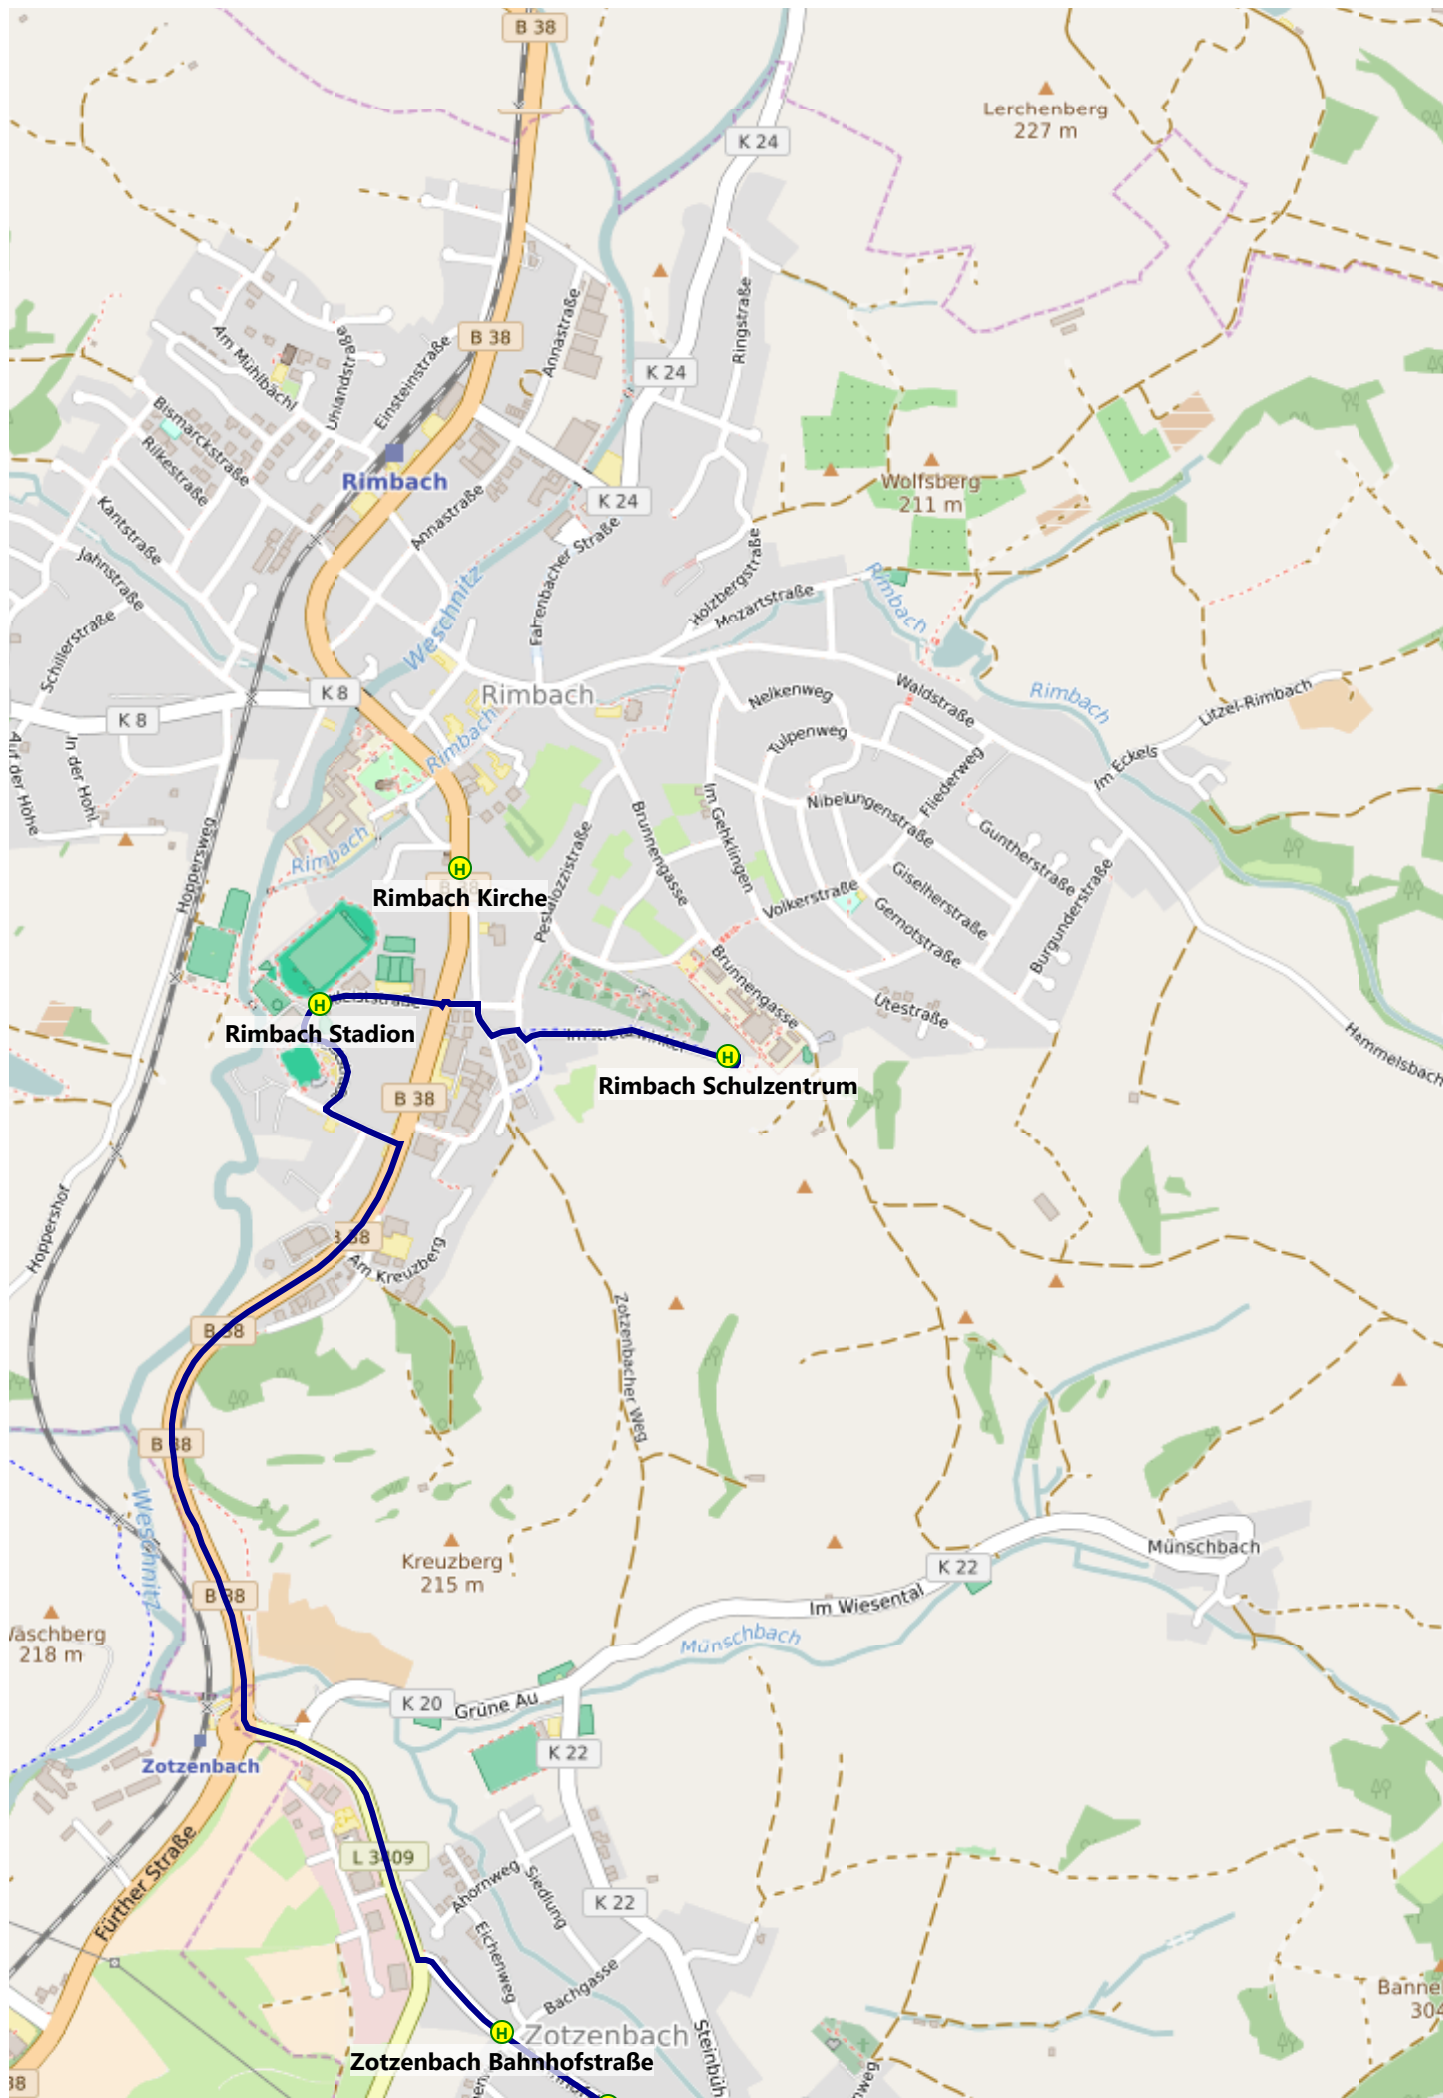 B 38
Lerchenberg
227 m
K 24
Ringstraße
Annastraße
B 38
Am Mühlbächl
Uhlandstraße
Einsteinstraße
K 24
Bismarckstraße
Rilkestraße
Rimbach
Wolfsberg
211 m
K 24
Kantstraße
Annastraße
Fahrenbacher Straße
Jahnstraße
Holzbergstraße
Mozartstraße
Rimbach
Weschnitz
Schillerstraße
K 8
Rimbach
Nelkenweg
Waldstraße
Rimbach
Litzel-Rimbach
K 8
Auf der Höhe
In der Hohl
Rimbach
Tulpenweg
Im Eckels
Fliederweg
Nibelungenstraße
Brunnengasse
Im Gehklingen
Hoppersweg
Rimbach
Pestalozzistraße
Guntherstraße
Giselherstraße
Burgunderstraße
Rimbach Kirche
Volkerstraße
Gernotstraße
Brunnengasse
Utestraße
Rimbach Stadion
Rimbach Schulzentrum
Hammelsbach
B 38
Hoppershof
B 38
Am Kreuzberg
B 38
Zotzenbacher Weg
B 38
Weschnitz
Kreuzberg
215 m
Münschbach
K 22
B 38
Im Wiesental
Münschbach
218 m
K 20
Grüne Au
K 22
Zotzenbach
Fürther Straße
L 3409
Ahornweg
Siedlung
K 22
Eichenweg
Bachgasse
Zotzenbach
Zotzenbach Bahnhofstraße